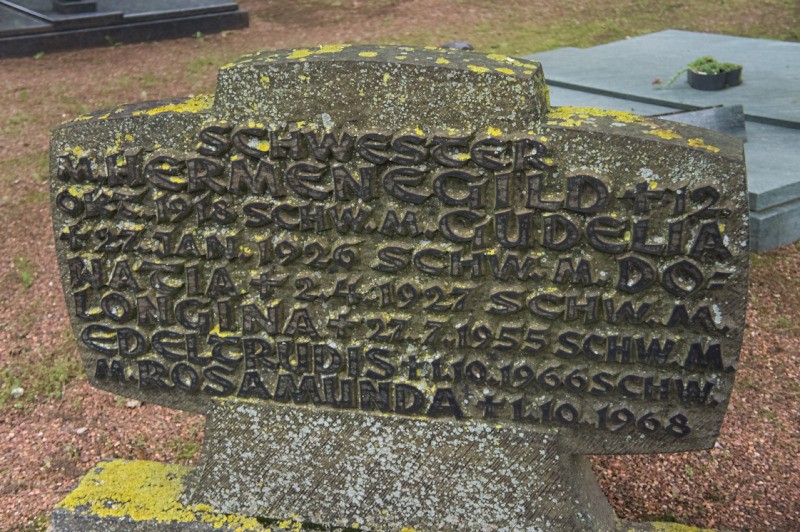 SCHWESTER
M. HERMENEGILD + 12.
OKT. 1918 SCHW. M. GUDELIA
+ 27. JAN. 1926 SCHW. M. DO=
NATIA + 2.4.1927 SCHW. M.
LONGINA + 27.7.1955 SCHW. M.
EDELTRUDIS + 1.10.1966 SCHW.
M. ROSAMUNDA + 1.10.1968